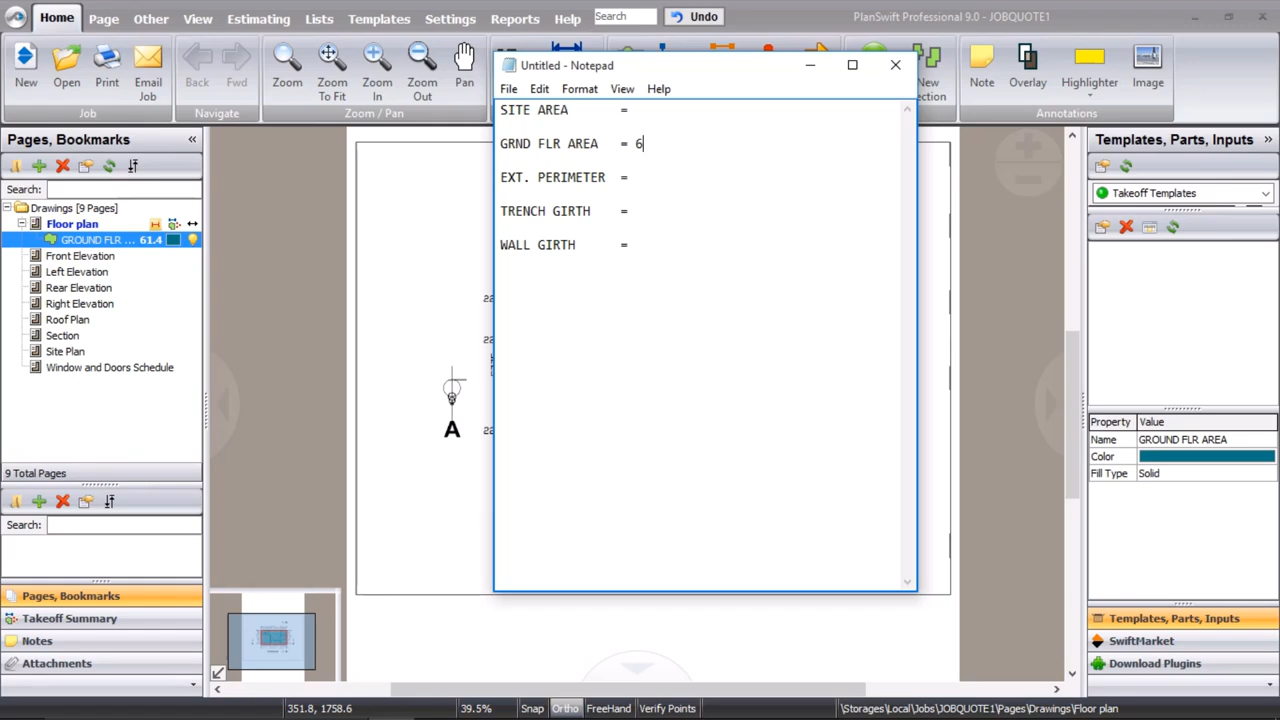 Home Page Other View Estimating Lists Templates Settings Reports Help Search Undo PlanSwift Professional 9.0 - JOBQUOTE1
New Open Print Email Job Back Fwd Zoom Zoom To Fit Zoom In Zoom Out Pan New Note Overlay Highlighter Image
Job Navigate Zoom / Pan Annotations
Untitled - Notepad
File Edit Format View Help
SITE AREA =
GRND FLR AREA = 6
EXT. PERIMETER =
TRENCH GIRTH =
WALL GIRTH =
Pages, Bookmarks
Search:
Drawings [9 Pages]
Floor plan
GROUND FLR ... 61.4
Front Elevation
Left Elevation
Rear Elevation
Right Elevation
Roof Plan
Section
Site Plan
Window and Doors Schedule
9 Total Pages
Search:
Pages, Bookmarks
Takeoff Summary
Notes
Attachments
A
Templates, Parts, Inputs
Takeoff Templates
Property Value
Name GROUND FLR AREA
Color
Fill Type Solid
Templates, Parts, Inputs
SwiftMarket
Download Plugins
351.8, 1758.6 39.5% Snap Ortho FreeHand Verify Points \Storages\Local\Jobs\JOBQUOTE1\Pages\Drawings\Floor plan